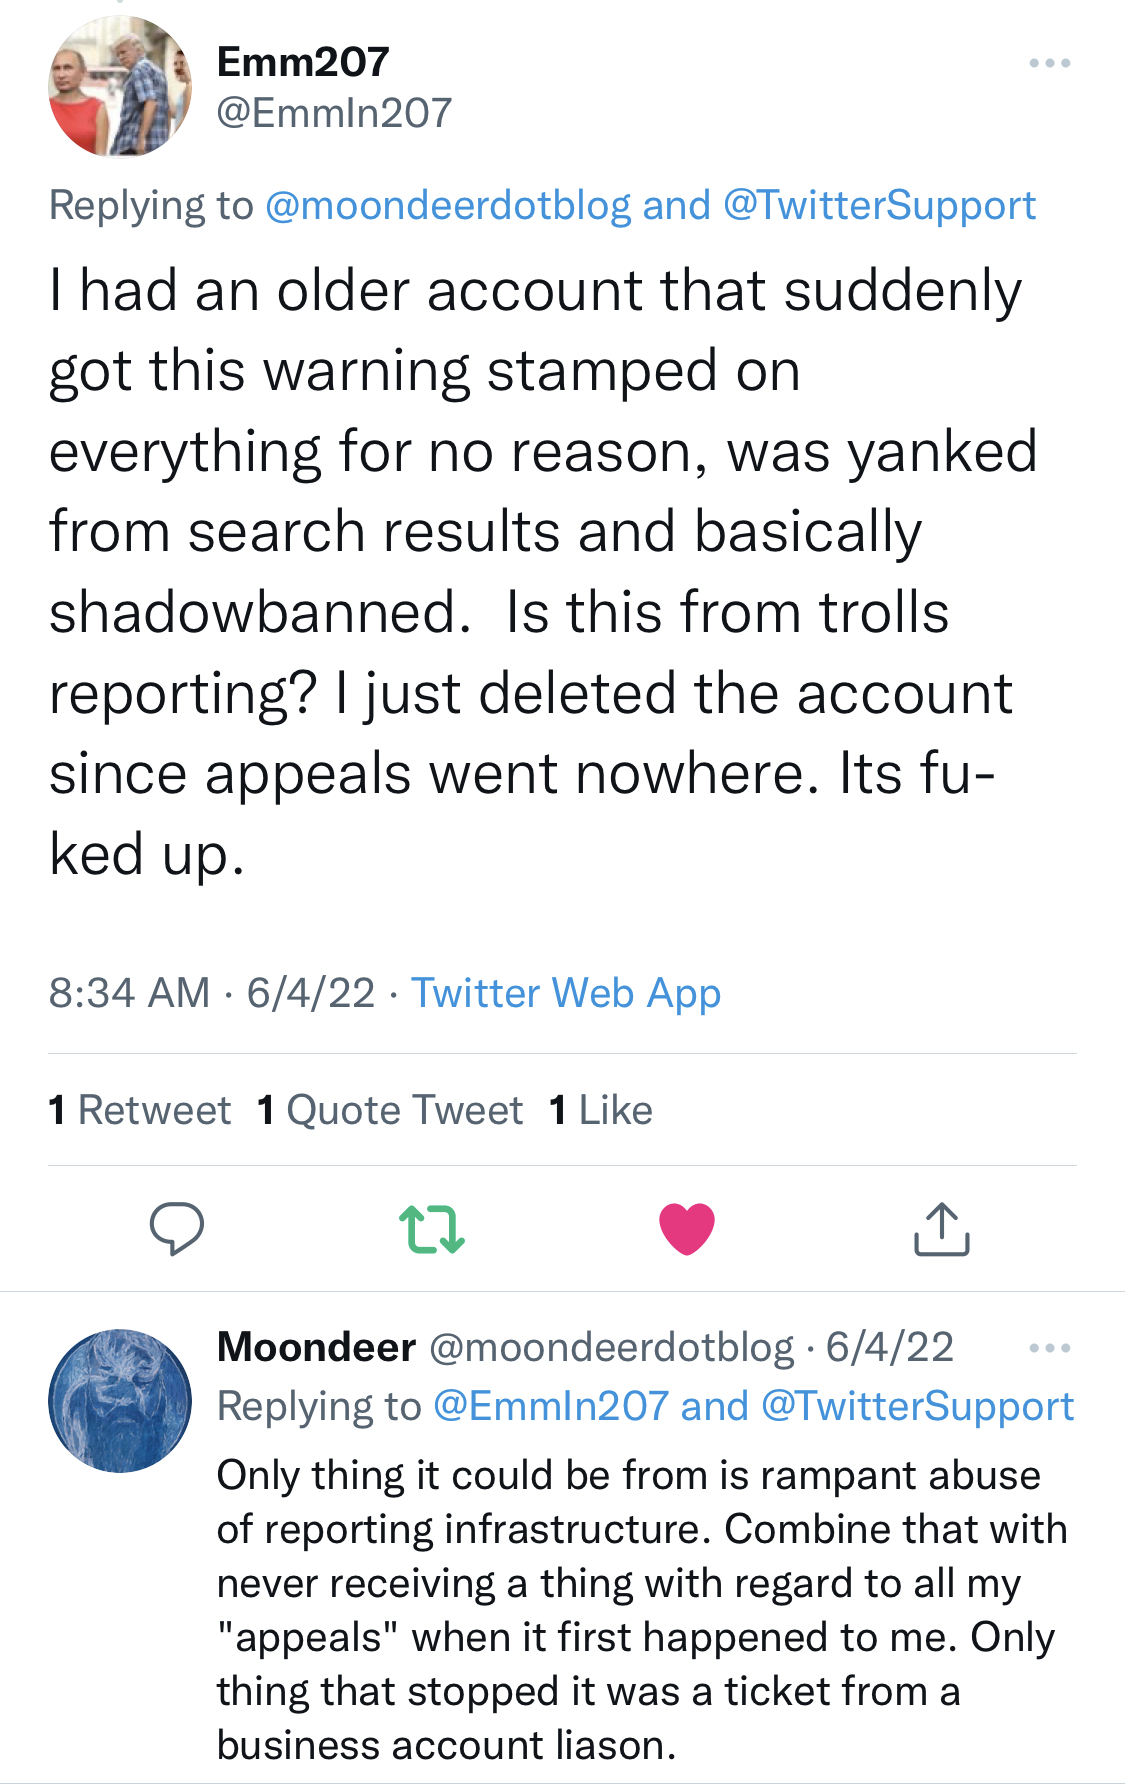 Emm207
@EmmIn207
Replying to @moondeerdotblog and @TwitterSupport
I had an older account that suddenly
got this warning stamped on
everything for no reason, was yanked
from search results and basically
shadowbanned.  Is this from trolls
reporting? I just deleted the account
since appeals went nowhere. Its fu-
ked up.
8:34 AM · 6/4/22 · Twitter Web App
1 Retweet 1 Quote Tweet 1 Like
Moondeer @moondeerdotblog · 6/4/22
Replying to @EmmIn207 and @TwitterSupport
Only thing it could be from is rampant abuse
of reporting infrastructure. Combine that with
never receiving a thing with regard to all my
"appeals" when it first happened to me. Only
thing that stopped it was a ticket from a
business account liason.